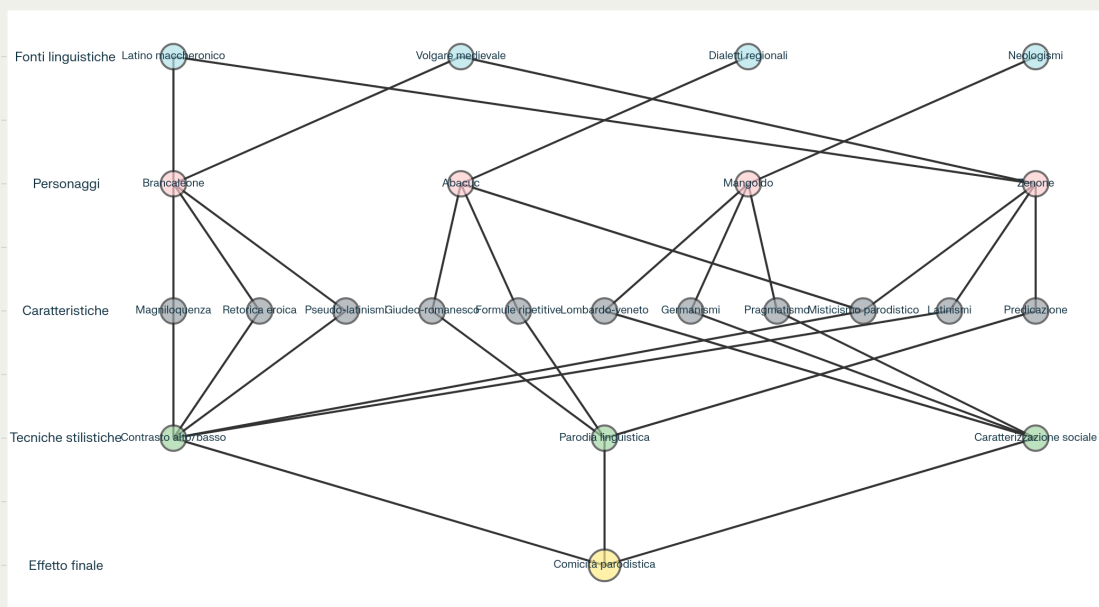 Fonti linguistiche Latino maccheronico Volgare medievale Dialetti regionali Neologismi
Personaggi Brancaleone Abacuc Mangoldo Zenone
Caratteristiche Magniloquenza Retorica eroica Pseudo-latinismi Giudeo-romanesco Formule ripetitive Lombardo-veneto Germanismi Pragmatismo Misticismo parodistico Latinismi Predicazione
Tecniche stilistiche Contrasto alto/basso Parodia linguistica Caratterizzazione sociale
Effetto finale Comicità parodistica